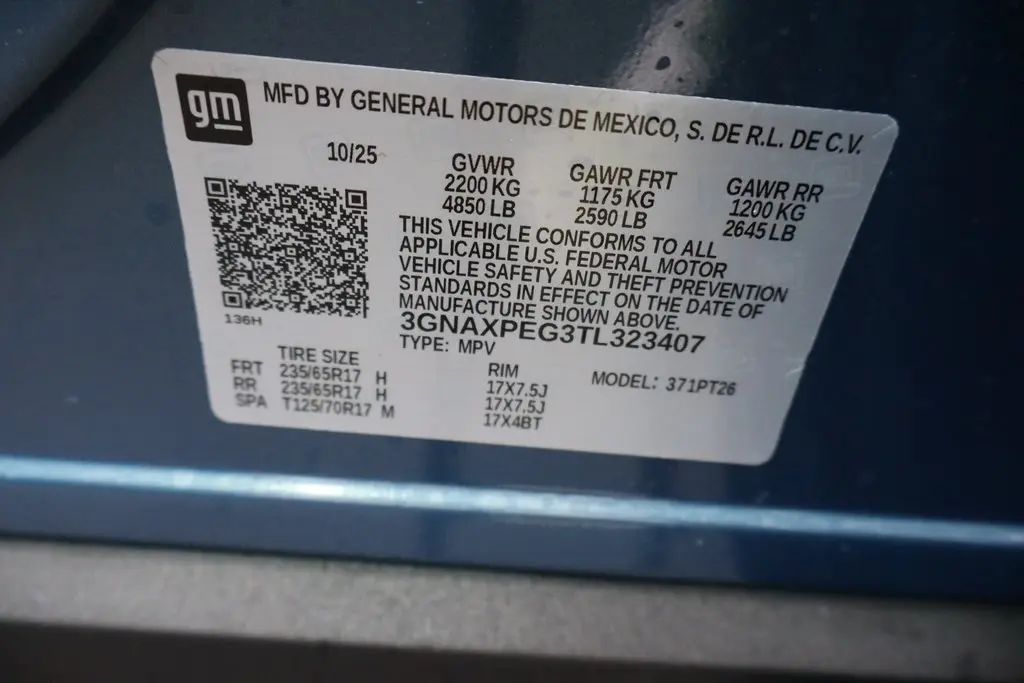 gm
MFD BY GENERAL MOTORS DE MEXICO, S. DE R.L. DE C.V.
10/25
GVWR GAWR FRT GAWR RR
2200 KG 1175 KG 1200 KG
4850 LB 2590 LB 2645 LB
THIS VEHICLE CONFORMS TO ALL
APPLICABLE U.S. FEDERAL MOTOR
VEHICLE SAFETY AND THEFT PREVENTION
STANDARDS IN EFFECT ON THE DATE OF
MANUFACTURE SHOWN ABOVE.
136H
3GNAXPEG3TL323407
TYPE: MPV
TIRE SIZE RIM MODEL: 371PT26
FRT 235/65R17 H 17X7.5J
RR 235/65R17 H 17X7.5J
SPA T125/70R17 M 17X4BT